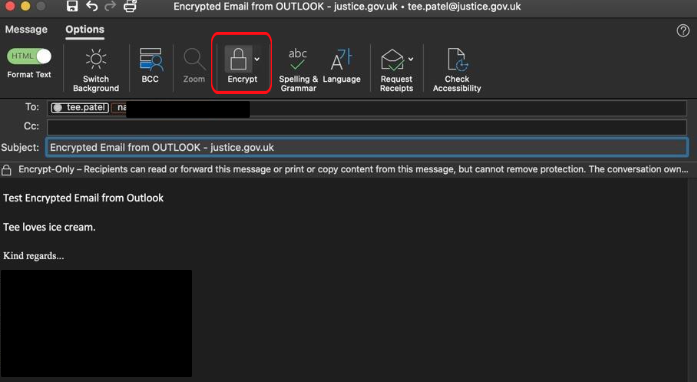 Encrypted Email from OUTLOOK - justice.gov.uk • tee.patel@justice.gov.uk
Message Options
HTML
Format Text
Switch Background
BCC
Zoom
Encrypt
abc
Spelling & Grammar
A가
Language
Request Receipts
Check Accessibility
To: tee.patel na
Cc:
Subject: Encrypted Email from OUTLOOK - justice.gov.uk
Encrypt-Only – Recipients can read or forward this message or print or copy content from this message, but cannot remove protection. The conversation own...
Test Encrypted Email from Outlook
Tee loves ice cream.
Kind regards...